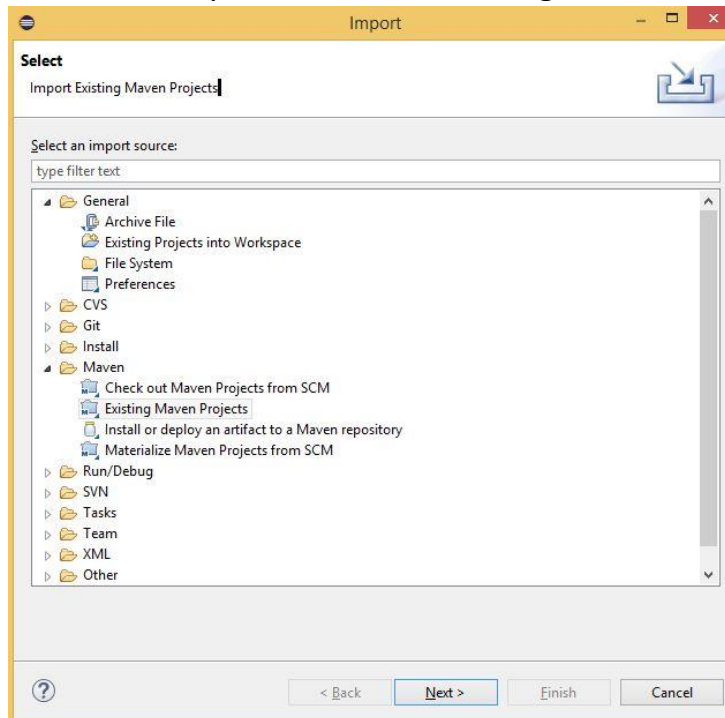 Import
Select
Import Existing Maven Projects
Select an import source:
type filter text
General
Archive File
Existing Projects into Workspace
File System
Preferences
CVS
Git
Install
Maven
Check out Maven Projects from SCM
Existing Maven Projects
Install or deploy an artifact to a Maven repository
Materialize Maven Projects from SCM
Run/Debug
SVN
Tasks
Team
XML
Other
? < Back Next > Finish Cancel